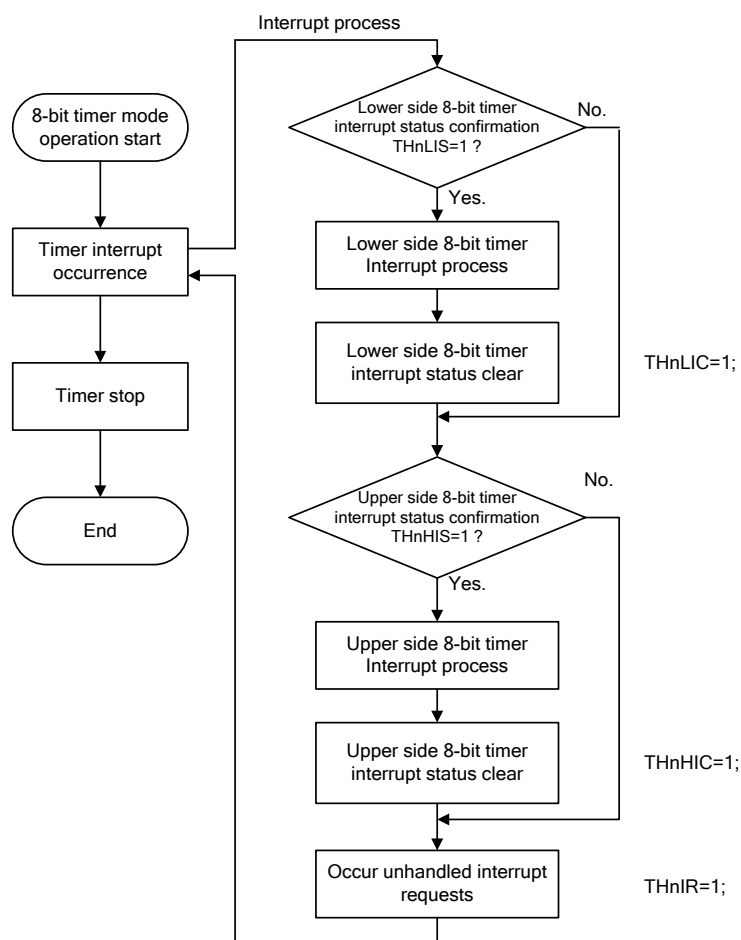 Interrupt process
8-bit timer mode
operation start
Timer interrupt
occurrence
Timer stop
End
Lower side 8-bit timer
interrupt status confirmation
THnLIS=1 ?
No.
Yes.
Lower side 8-bit timer
Interrupt process
Lower side 8-bit timer
interrupt status clear
THnLIC=1;
Upper side 8-bit timer
interrupt status confirmation
THnHIS=1 ?
No.
Yes.
Upper side 8-bit timer
Interrupt process
Upper side 8-bit timer
interrupt status clear
THnHIC=1;
Occur unhandled interrupt
requests
THnIR=1;